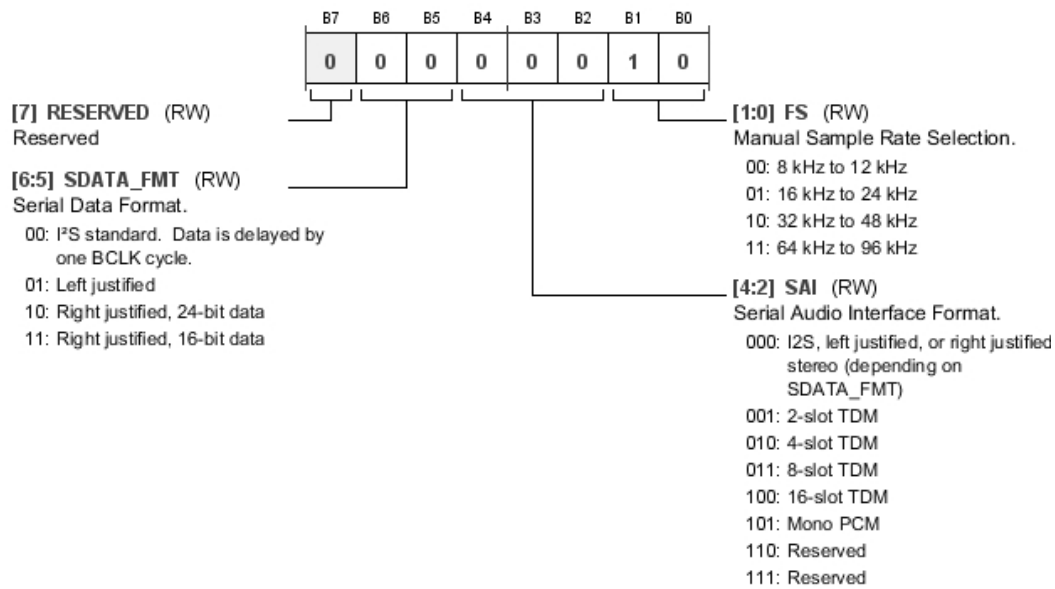 B7 B6 B5 B4 B3 B2 B1 B0
0 0 0 0 0 0 1 0
[7] RESERVED (RW)
Reserved
[6:5] SDATA_FMT (RW)
Serial Data Format.
00: I²S standard. Data is delayed by
one BCLK cycle.
01: Left justified
10: Right justified, 24-bit data
11: Right justified, 16-bit data
[1:0] FS (RW)
Manual Sample Rate Selection.
00: 8 kHz to 12 kHz
01: 16 kHz to 24 kHz
10: 32 kHz to 48 kHz
11: 64 kHz to 96 kHz
[4:2] SAI (RW)
Serial Audio Interface Format.
000: I2S, left justified, or right justified
stereo (depending on
SDATA_FMT)
001: 2-slot TDM
010: 4-slot TDM
011: 8-slot TDM
100: 16-slot TDM
101: Mono PCM
110: Reserved
111: Reserved